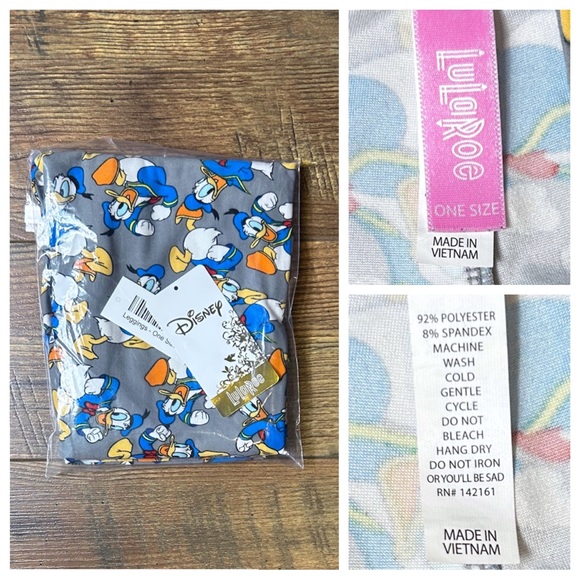 DISNEY
Leggings - One
LULAROE
LuLaRoe
ONE SIZE
MADE IN
VIETNAM
92% POLYESTER
8% SPANDEX
MACHINE
WASH
COLD
GENTLE
CYCLE
DO NOT
BLEACH
HANG DRY
DO NOT IRON
OR YOU'LL BE SAD
RN# 142161
MADE IN
VIETNAM